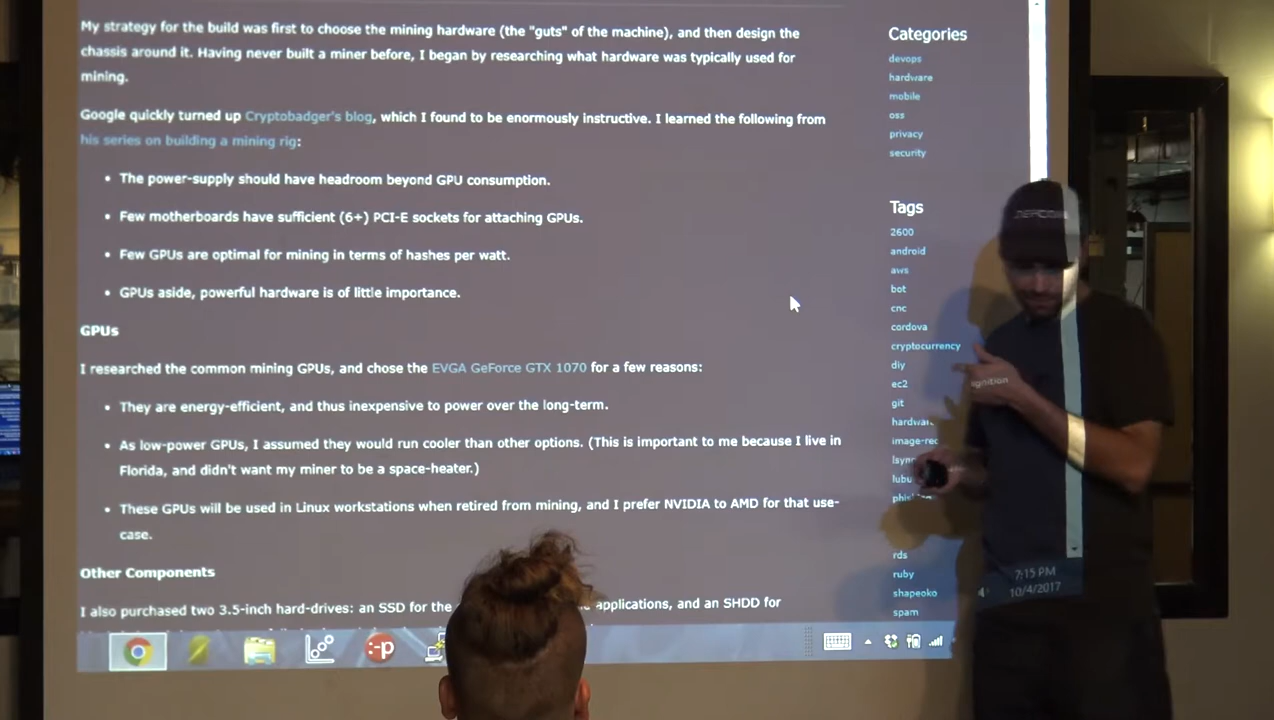 My strategy for the build was first to choose the mining hardware (the "guts" of the machine), and then design the
chassis around it. Having never built a miner before, I began by researching what hardware was typically used for
mining.
Google quickly turned up Cryptobadger's blog, which I found to be enormously instructive. I learned the following from
his series on building a mining rig:
• The power-supply should have headroom beyond GPU consumption.
• Few motherboards have sufficient (6+) PCI-E sockets for attaching GPUs.
• Few GPUs are optimal for mining in terms of hashes per watt.
• GPUs aside, powerful hardware is of little importance.
GPUs
I researched the common mining GPUs, and chose the EVGA GeForce GTX 1070 for a few reasons:
• They are energy-efficient, and thus inexpensive to power over the long-term.
• As low-power GPUs, I assumed they would run cooler than other options. (This is important to me because I live in
Florida, and didn't want my miner to be a space-heater.)
• These GPUs will be used in Linux workstations when retired from mining, and I prefer NVIDIA to AMD for that use-
case.
Other Components
I also purchased two 3.5-inch hard-drives: an SSD for the applications, and an SHDD for
Categories
devops
hardware
mobile
oss
privacy
security
Tags
2600
android
aws
bot
cnc
cordova
cryptocurrency
diy
ec2
git
hardware
image-rec
ognition
lsync
lubu
phi
rds
ruby
shapeoko
spam
DEFCON
:-p
7:15 PM
10/4/2017